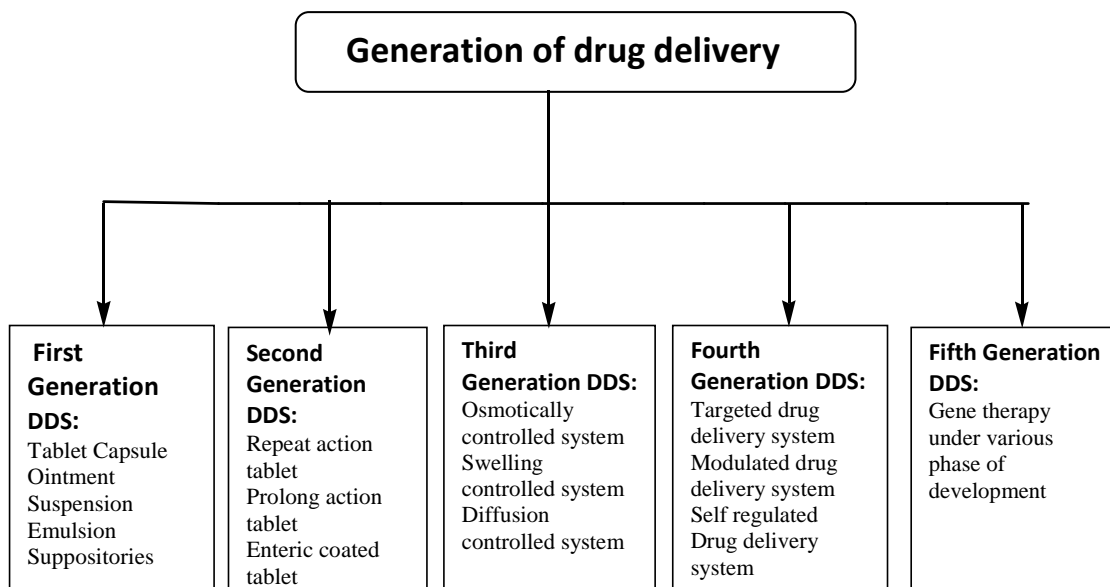 Generation of drug delivery
First
Generation
DDS:
Tablet Capsule
Ointment
Suspension
Emulsion
Suppositories
Second
Generation
DDS:
Repeat action
tablet
Prolong action
tablet
Enteric coated
tablet
Third
Generation DDS:
Osmotically
controlled system
Swelling
controlled system
Diffusion
controlled system
Fourth
Generation DDS:
Targeted drug
delivery system
Modulated drug
delivery system
Self regulated
Drug delivery
system
Fifth Generation
DDS:
Gene therapy
under various
phase of
development